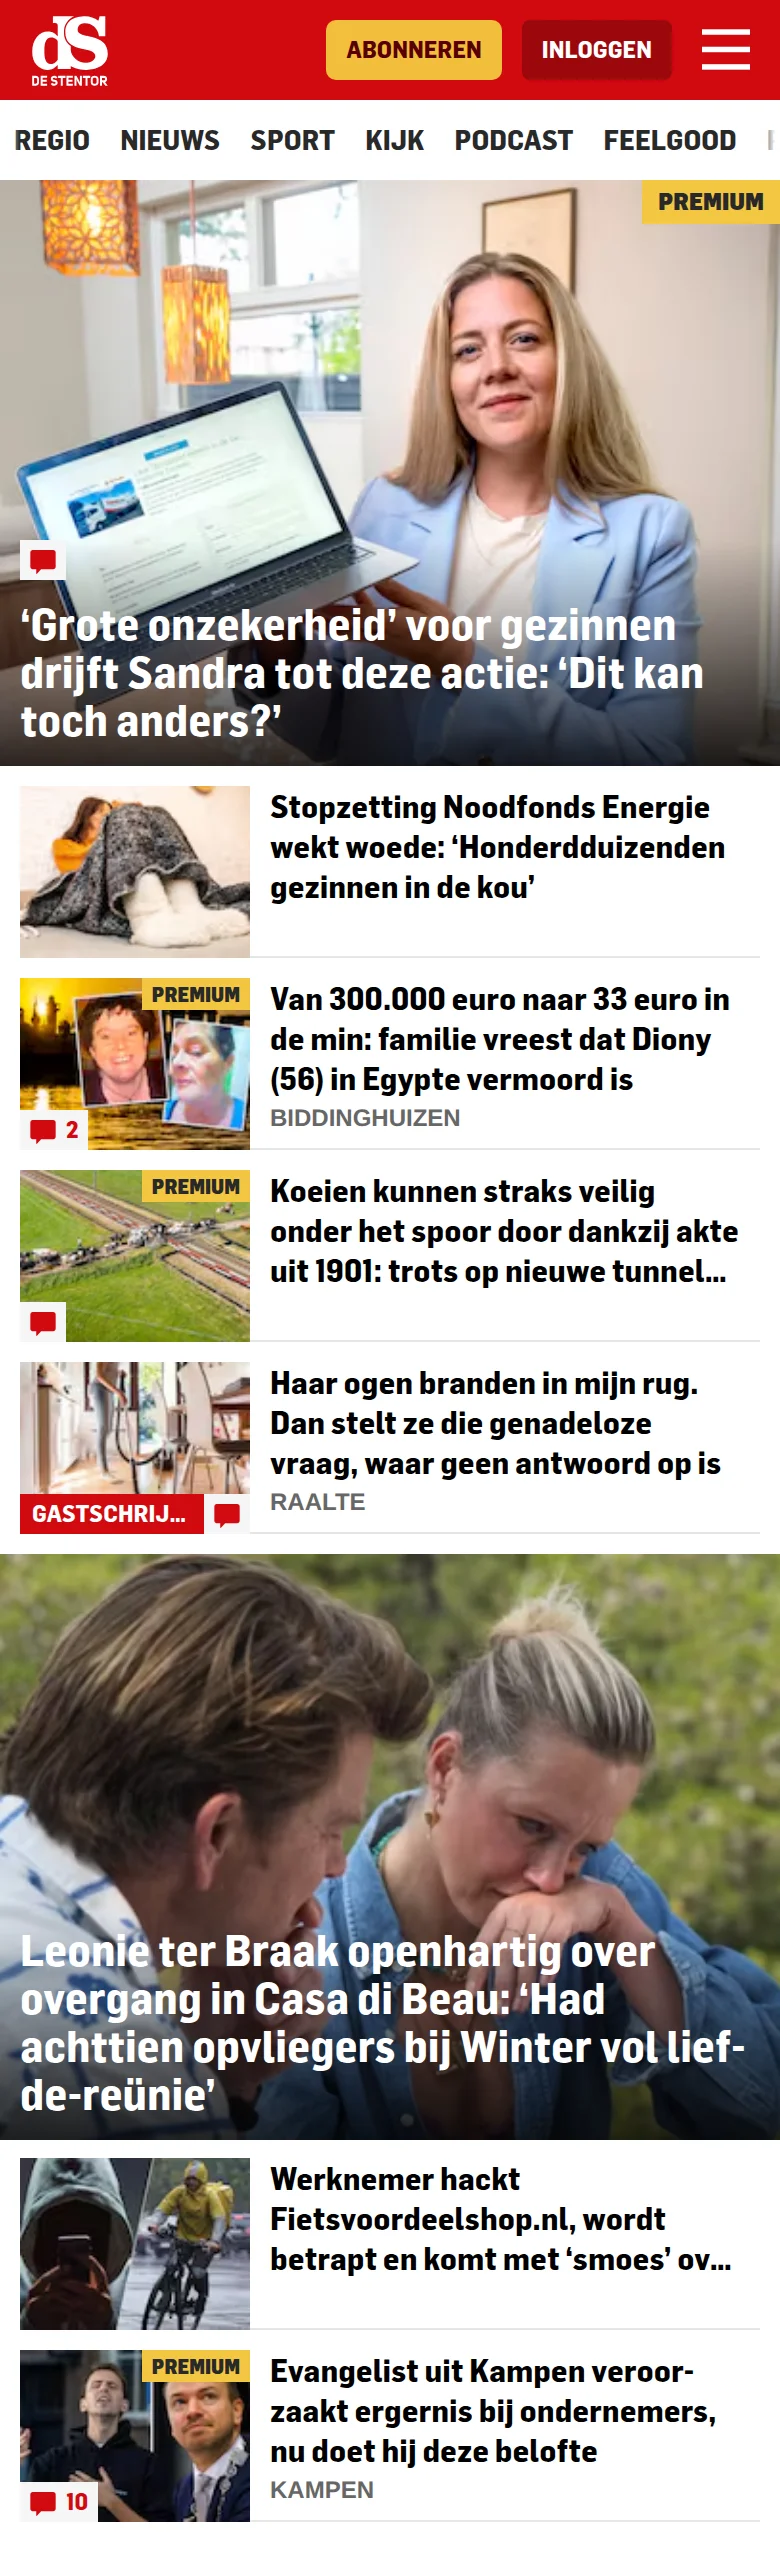 dS
DE STENTOR
ABONNEREN
INLOGGEN
REGIO NIEUWS SPORT KIJK PODCAST FEELGOOD
PREMIUM
‘Grote onzekerheid’ voor gezinnen
drijft Sandra tot deze actie: ‘Dit kan
toch anders?’
Stopzetting Noodfonds Energie
wekt woede: ‘Honderdduizenden
gezinnen in de kou’
PREMIUM
2
Van 300.000 euro naar 33 euro in
de min: familie vreest dat Diony
(56) in Egypte vermoord is
BIDDINGHUIZEN
PREMIUM
Koeien kunnen straks veilig
onder het spoor door dankzij akte
uit 1901: trots op nieuwe tunnel...
GASTSCHRIJ...
Haar ogen branden in mijn rug.
Dan stelt ze die genadeloze
vraag, waar geen antwoord op is
RAALTE
Leonie ter Braak openhartig over
overgang in Casa di Beau: ‘Had
achttien opvliegers bij Winter vol lief-
de-reünie’
Werknemer hackt
Fietsvoordeelshop.nl, wordt
betrapt en komt met ‘smoes’ ov...
PREMIUM
10
Evangelist uit Kampen veroor-
zaakt ergernis bij ondernemers,
nu doet hij deze belofte
KAMPEN